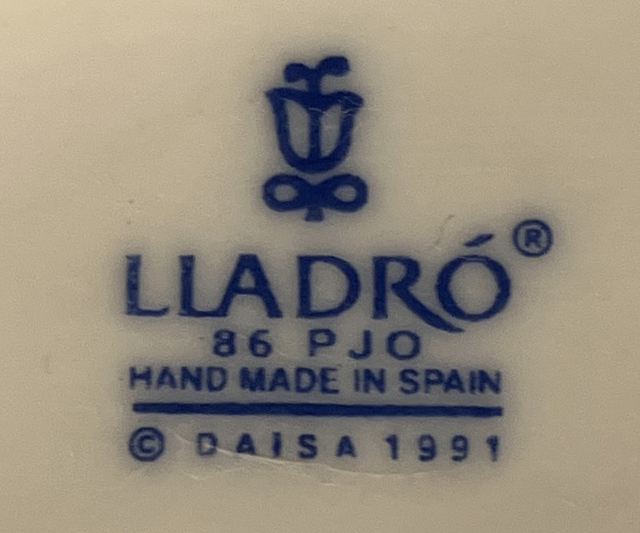 LLADRÓ®
86 PJO
HAND MADE IN SPAIN
© DAISA 1991